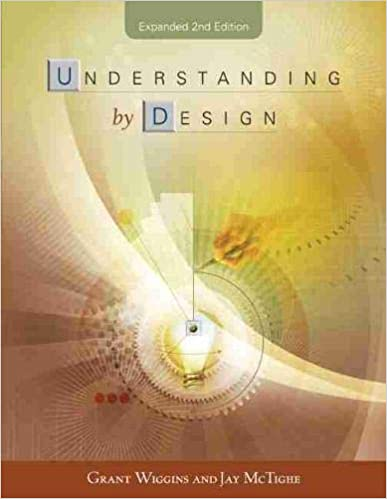 Expanded 2nd Edition
UNDERSTANDING
by DESIGN
GRANT WIGGINS AND JAY MCTIGHE